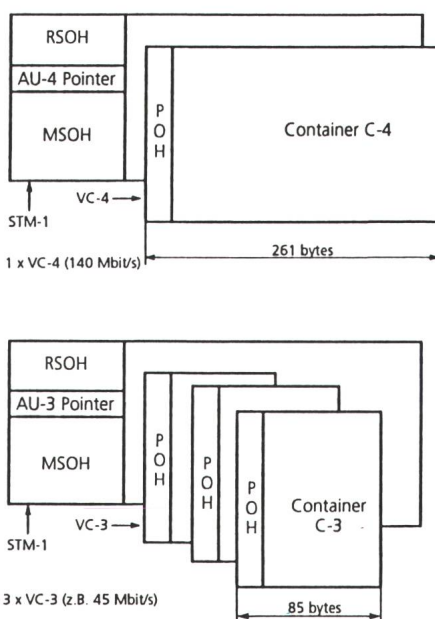 RSOH
AU-4 Pointer
MSOH
P
O
H
Container C-4
VC-4
STM-1
1 x VC-4 (140 Mbit/s)
261 bytes
RSOH
AU-3 Pointer
MSOH
P
O
H
P
O
H
P
O
H
Container
C-3
VC-3
STM-1
3 x VC-3 (z.B. 45 Mbit/s)
85 bytes